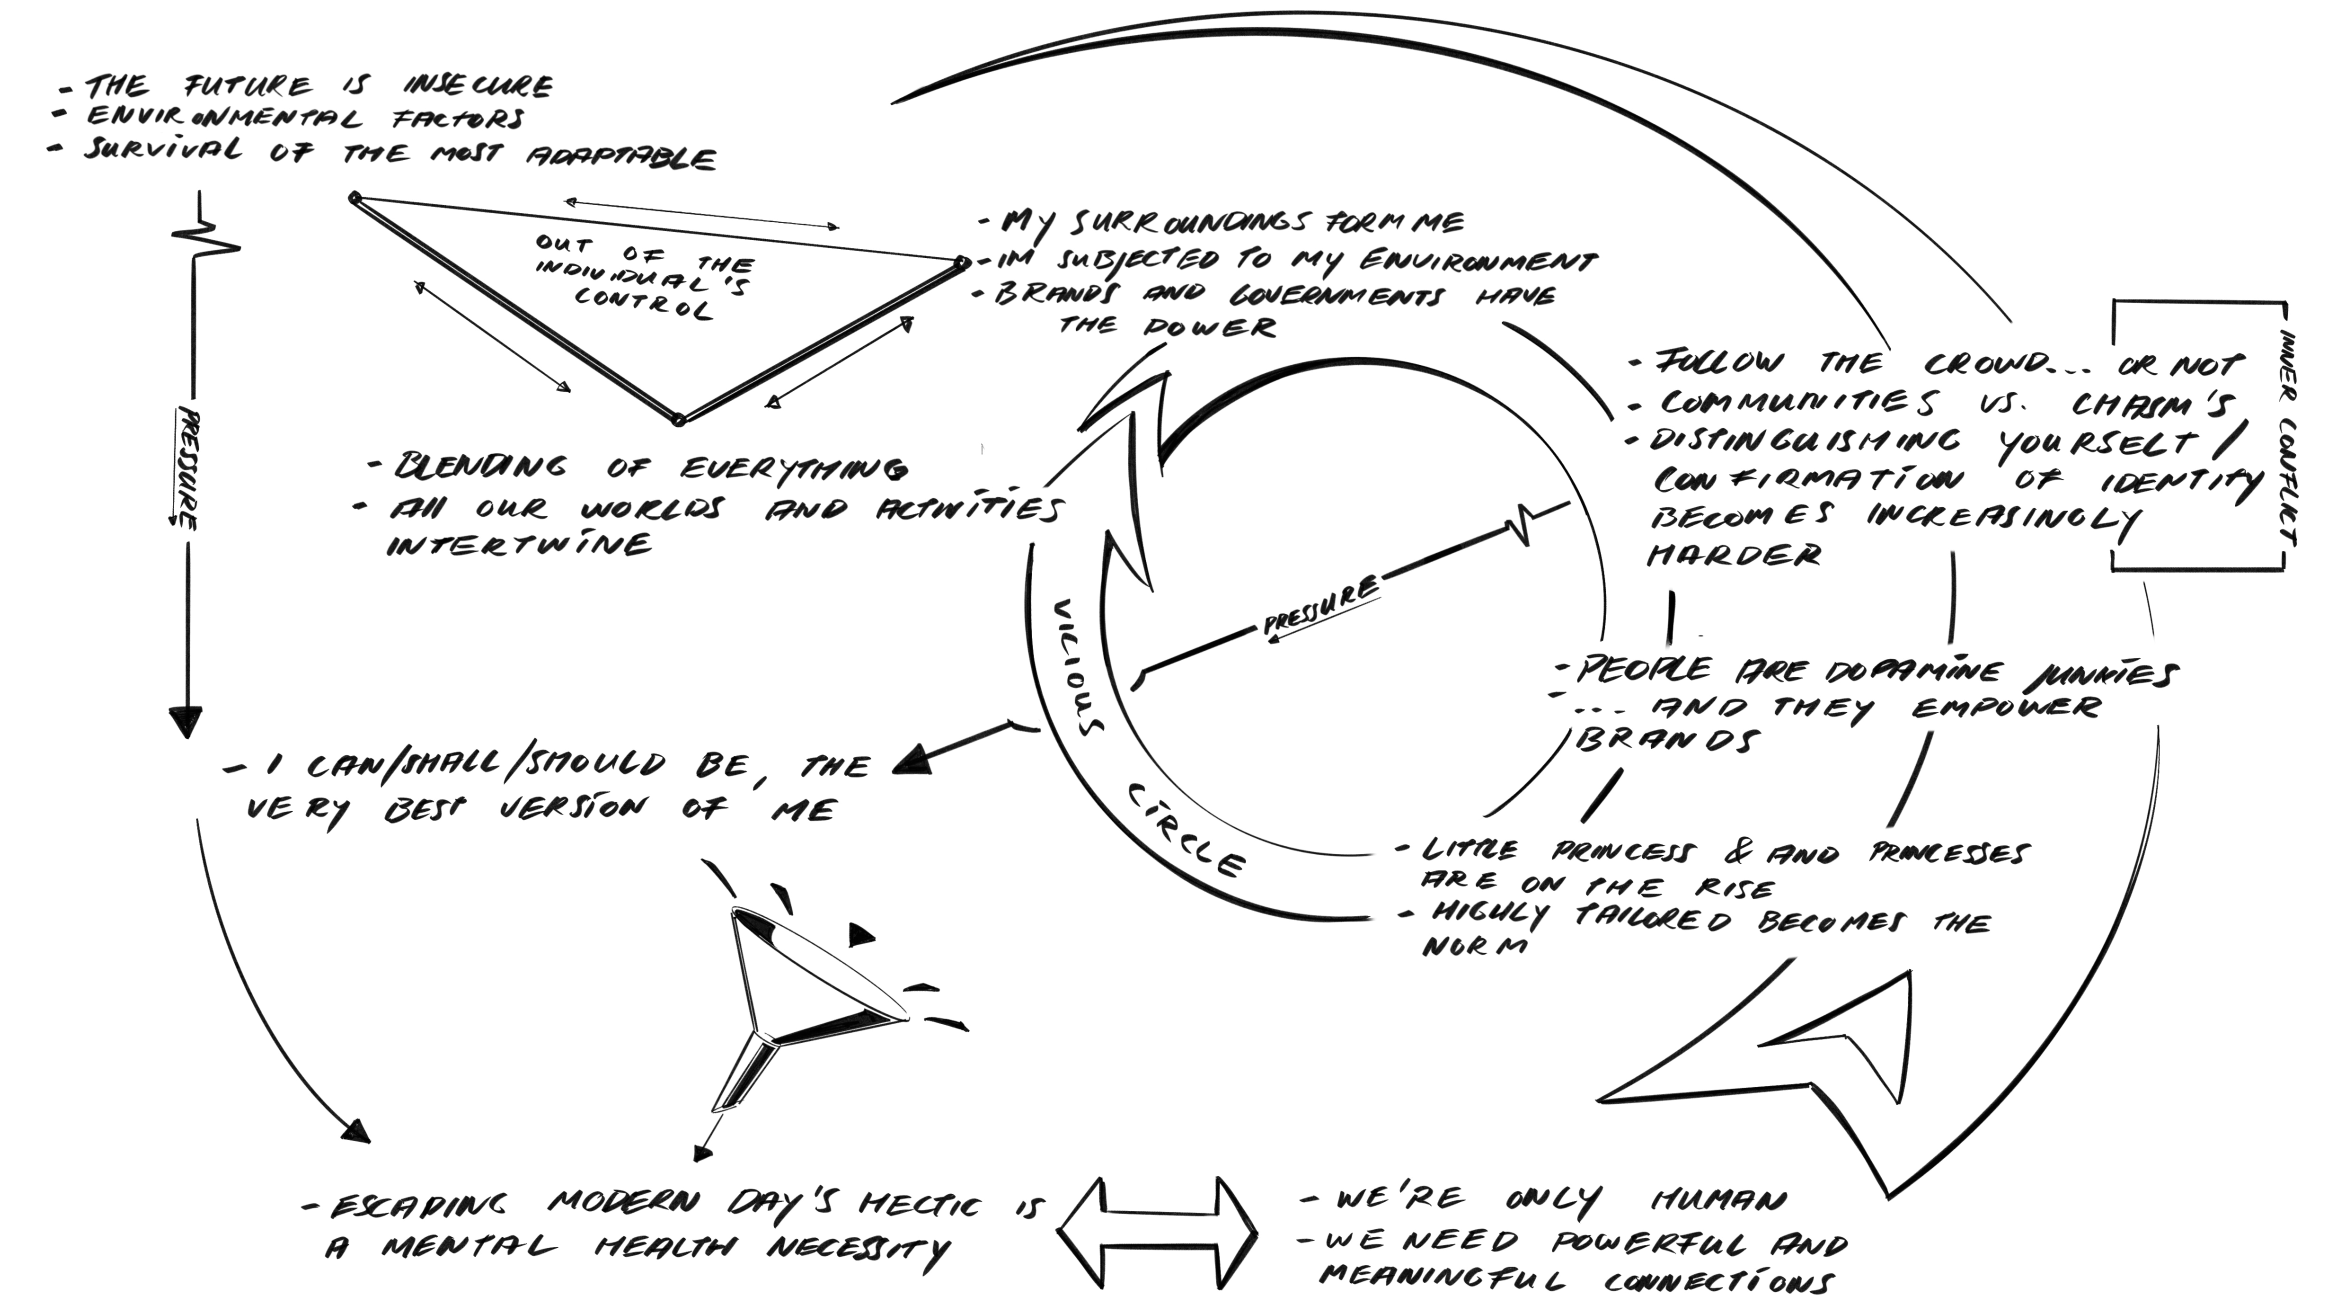 - THE FUTURE IS INSECURE
- ENVIRONMENTAL FACTORS
- SURVIVAL OF THE MOST ADAPTABLE
OUT OF THE
INDIVIDUAL'S
CONTROL
- MY SURROUNDINGS FORM ME
- IM SUBJECTED TO MY ENVIRONMENT
- BRANDS AND GOVERNMENTS HAVE
THE POWER
- BLENDING OF EVERYTHING
- All OUR WORLDS AND ACTIVITIES
INTERTWINE
PRESSURE
- FOLLOW THE CROWD... OR NOT
- COMMUNITIES VS. CHASM'S
- DISTINGUISHING YOURSELF /
CONFIRMATION OF IDENTITY
BECOMES INCREASINGLY
HARDER
INNER CONFLICT
PRESSURE
VICIOUS CIRCLE
- PEOPLE ARE DOPAMINE JUNKIES
- ... AND THEY EMPOWER
BRANDS
- I CAN/SHALL/SHOULD BE, THE
VERY BEST VERSION OF ME
- LITTLE PRINCESS & AND PRINCESSES
ARE ON THE RISE
- HIGHLY TAILORED BECOMES THE
NORM
- ESCAPING MODERN DAY'S HECTIC IS
A MENTAL HEALTH NECESSITY
- WE'RE ONLY HUMAN
- WE NEED POWERFUL AND
MEANINGFUL CONNECTIONS